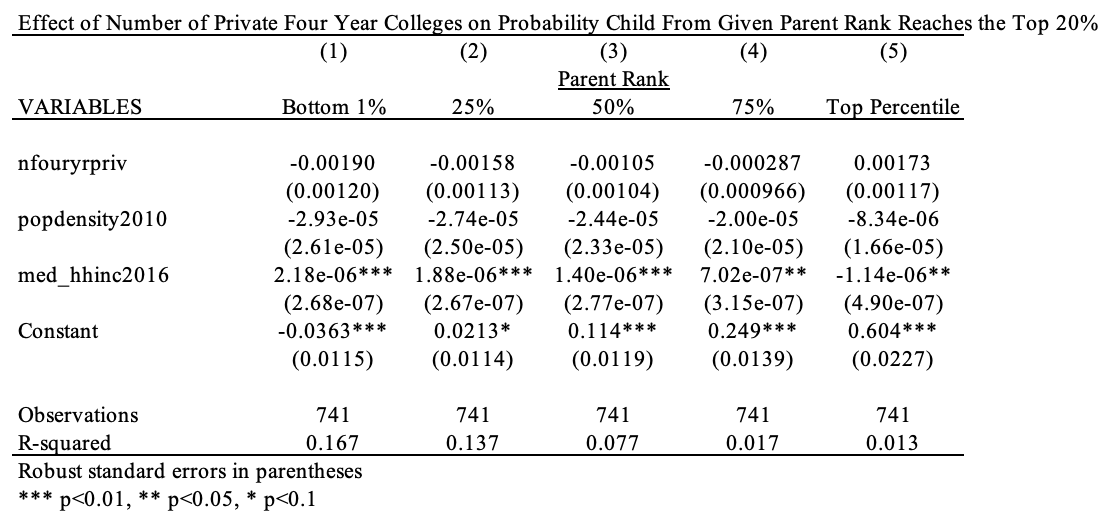 Effect of Number of Private Four Year Colleges on Probability Child From Given Parent Rank Reaches the Top 20%
(1) (2) (3) (4) (5)
Parent Rank
VARIABLES Bottom 1% 25% 50% 75% Top Percentile
nfouryrpriv -0.00190 -0.00158 -0.00105 -0.000287 0.00173
(0.00120) (0.00113) (0.00104) (0.000966) (0.00117)
popdensity2010 -2.93e-05 -2.74e-05 -2.44e-05 -2.00e-05 -8.34e-06
(2.61e-05) (2.50e-05) (2.33e-05) (2.10e-05) (1.66e-05)
med_hhinc2016 2.18e-06*** 1.88e-06*** 1.40e-06*** 7.02e-07** -1.14e-06**
(2.68e-07) (2.67e-07) (2.77e-07) (3.15e-07) (4.90e-07)
Constant -0.0363*** 0.0213* 0.114*** 0.249*** 0.604***
(0.0115) (0.0114) (0.0119) (0.0139) (0.0227)
Observations 741 741 741 741 741
R-squared 0.167 0.137 0.077 0.017 0.013
Robust standard errors in parentheses
*** p<0.01, ** p<0.05, * p<0.1